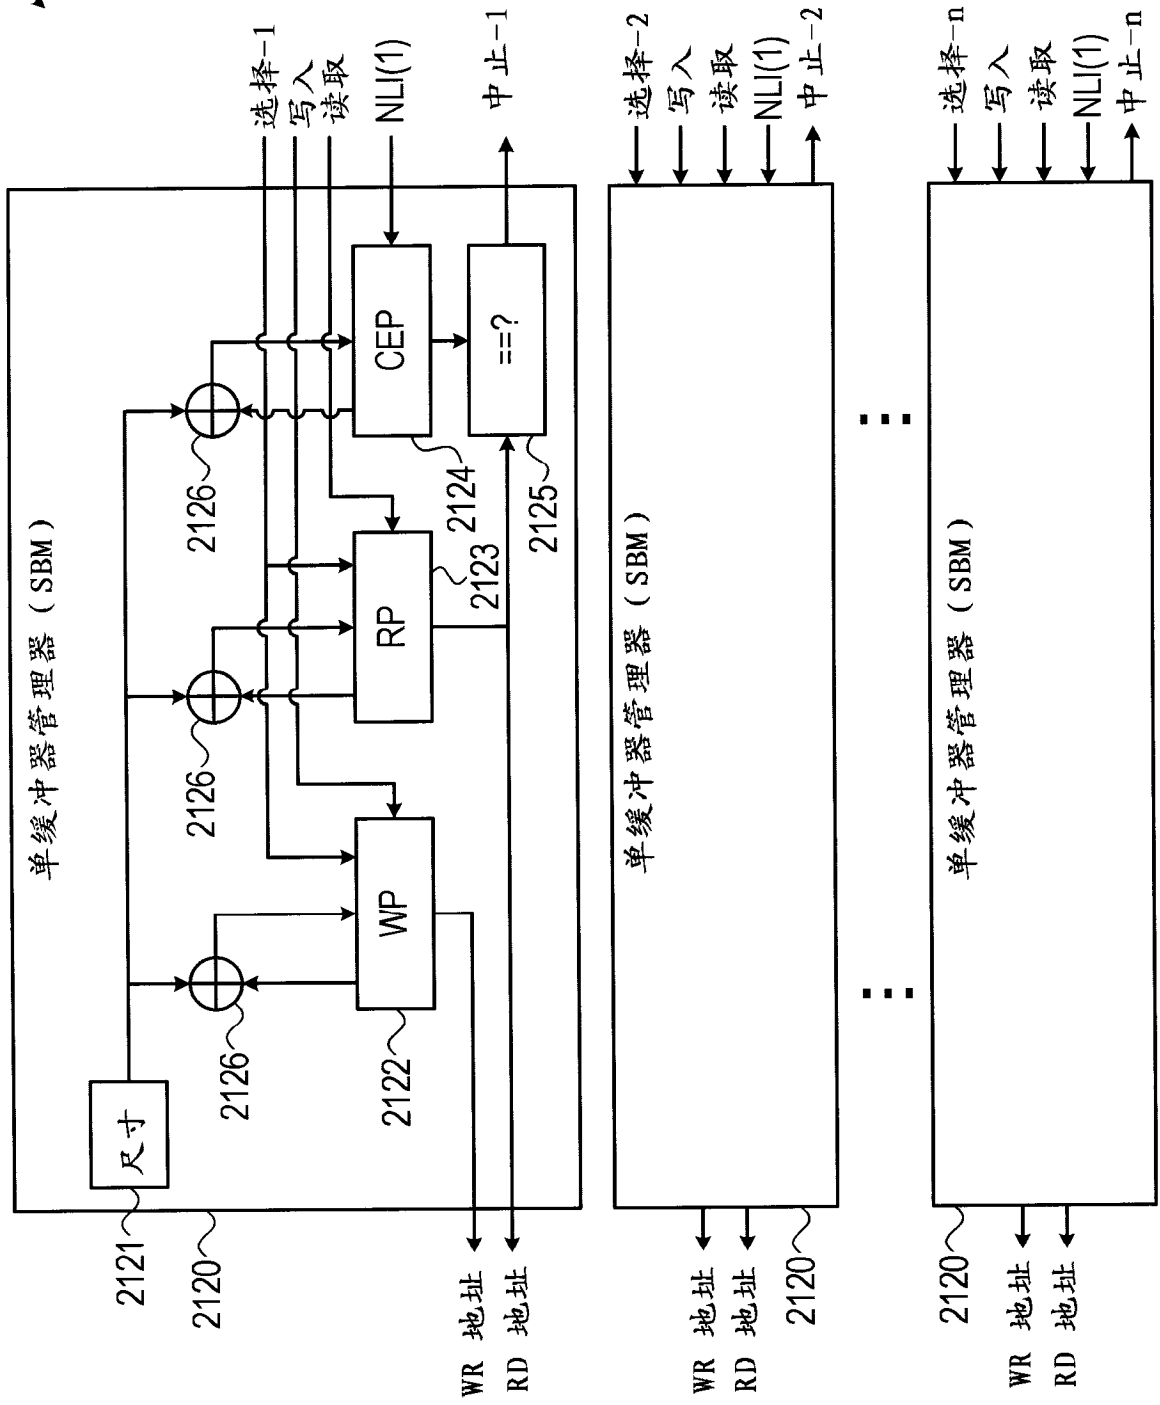 单缓冲器管理器（SBM）
尺寸
2121
2120
2126
2126
2126
WP
2122
RP
2123
CEP
2124
==?
2125
选择-1
写入
读取
NLI(1)
中止-1
WR 地址
RD 地址
单缓冲器管理器（SBM）
选择-2
写入
读取
NLI(1)
中止-2
WR 地址
RD 地址
2120
单缓冲器管理器（SBM）
选择-n
写入
读取
NLI(1)
中止-n
2120
WR 地址
RD 地址